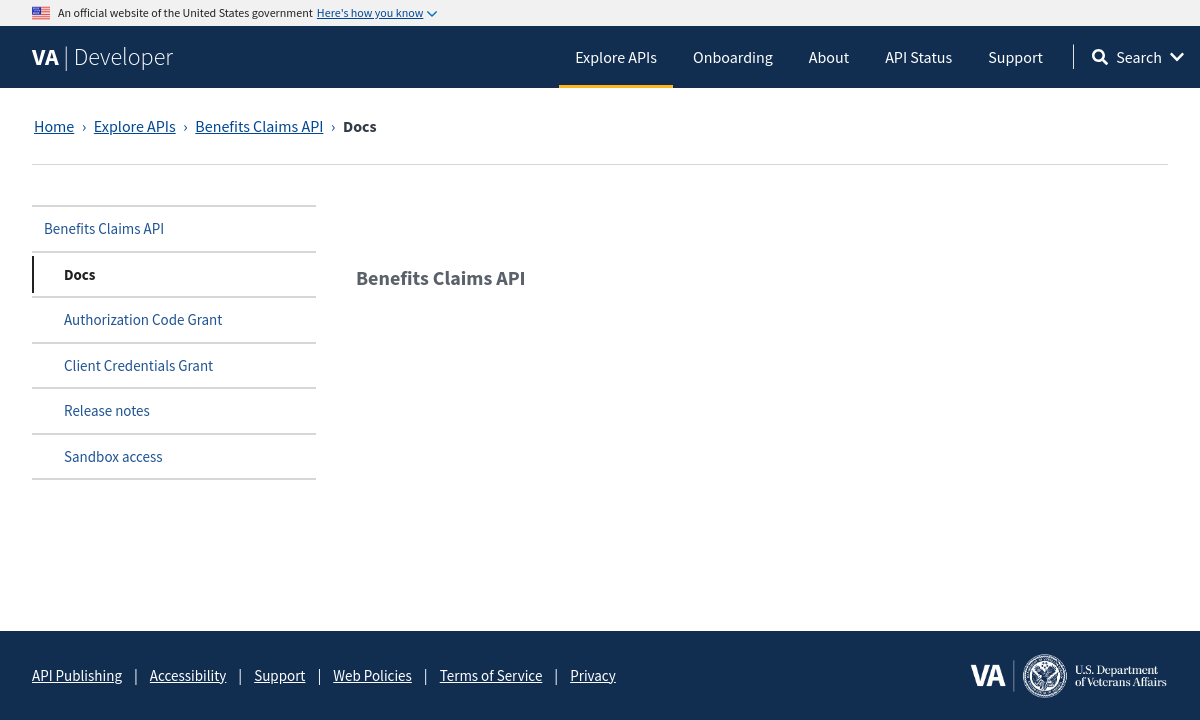 An official website of the United States government Here's how you know
VA | Developer
Explore APIs Onboarding About API Status Support Search
Home › Explore APIs › Benefits Claims API › Docs
Benefits Claims API
Docs
Authorization Code Grant
Client Credentials Grant
Release notes
Sandbox access
Benefits Claims API
API Publishing | Accessibility | Support | Web Policies | Terms of Service | Privacy
VA
U.S. Department
of Veterans Affairs